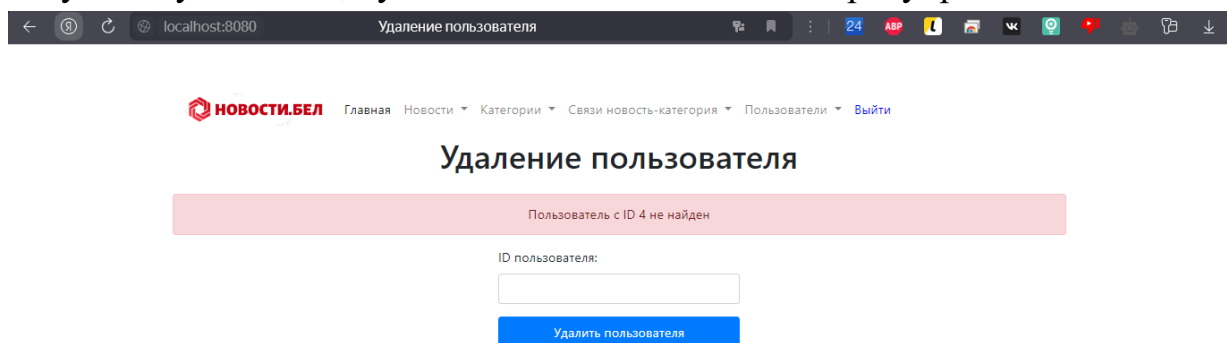 localhost:8080 Удаление пользователя 24 ABP
НОВОСТИ.БЕЛ Главная Новости Категории Связи новость-категория Пользователи Выйти
Удаление пользователя
Пользователь с ID 4 не найден
ID пользователя:
Удалить пользователя